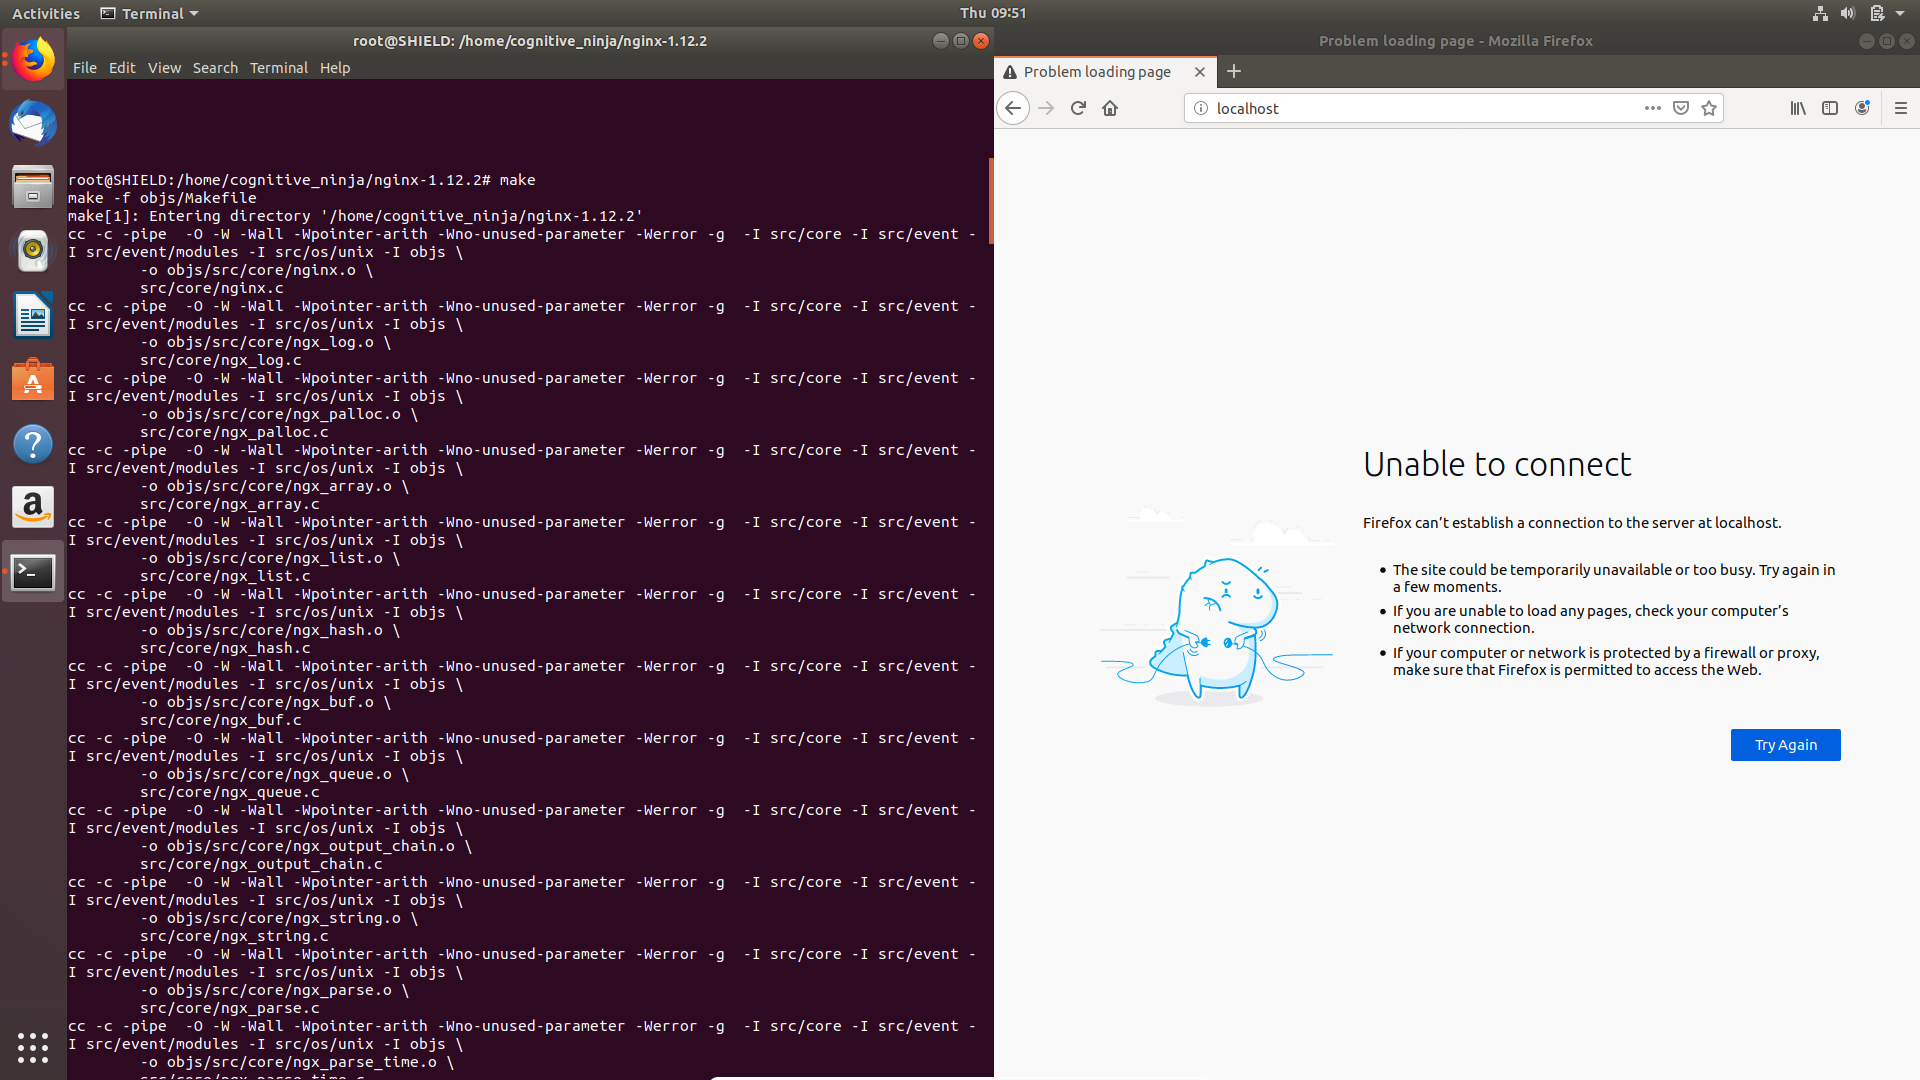 Activities Terminal Thu 09:51
root@SHIELD: /home/cognitive_ninja/nginx-1.12.2
File Edit View Search Terminal Help
root@SHIELD:/home/cognitive_ninja/nginx-1.12.2# make
make -f objs/Makefile
make[1]: Entering directory '/home/cognitive_ninja/nginx-1.12.2'
cc -c -pipe  -O -W -Wall -Wpointer-arith -Wno-unused-parameter -Werror -g  -I src/core -I src/event -
I src/event/modules -I src/os/unix -I objs \
        -o objs/src/core/nginx.o \
        src/core/nginx.c
cc -c -pipe  -O -W -Wall -Wpointer-arith -Wno-unused-parameter -Werror -g  -I src/core -I src/event -
I src/event/modules -I src/os/unix -I objs \
        -o objs/src/core/ngx_log.o \
        src/core/ngx_log.c
cc -c -pipe  -O -W -Wall -Wpointer-arith -Wno-unused-parameter -Werror -g  -I src/core -I src/event -
I src/event/modules -I src/os/unix -I objs \
        -o objs/src/core/ngx_palloc.o \
        src/core/ngx_palloc.c
cc -c -pipe  -O -W -Wall -Wpointer-arith -Wno-unused-parameter -Werror -g  -I src/core -I src/event -
I src/event/modules -I src/os/unix -I objs \
        -o objs/src/core/ngx_array.o \
        src/core/ngx_array.c
cc -c -pipe  -O -W -Wall -Wpointer-arith -Wno-unused-parameter -Werror -g  -I src/core -I src/event -
I src/event/modules -I src/os/unix -I objs \
        -o objs/src/core/ngx_list.o \
        src/core/ngx_list.c
cc -c -pipe  -O -W -Wall -Wpointer-arith -Wno-unused-parameter -Werror -g  -I src/core -I src/event -
I src/event/modules -I src/os/unix -I objs \
        -o objs/src/core/ngx_hash.o \
        src/core/ngx_hash.c
cc -c -pipe  -O -W -Wall -Wpointer-arith -Wno-unused-parameter -Werror -g  -I src/core -I src/event -
I src/event/modules -I src/os/unix -I objs \
        -o objs/src/core/ngx_buf.o \
        src/core/ngx_buf.c
cc -c -pipe  -O -W -Wall -Wpointer-arith -Wno-unused-parameter -Werror -g  -I src/core -I src/event -
I src/event/modules -I src/os/unix -I objs \
        -o objs/src/core/ngx_queue.o \
        src/core/ngx_queue.c
cc -c -pipe  -O -W -Wall -Wpointer-arith -Wno-unused-parameter -Werror -g  -I src/core -I src/event -
I src/event/modules -I src/os/unix -I objs \
        -o objs/src/core/ngx_output_chain.o \
        src/core/ngx_output_chain.c
cc -c -pipe  -O -W -Wall -Wpointer-arith -Wno-unused-parameter -Werror -g  -I src/core -I src/event -
I src/event/modules -I src/os/unix -I objs \
        -o objs/src/core/ngx_string.o \
        src/core/ngx_string.c
cc -c -pipe  -O -W -Wall -Wpointer-arith -Wno-unused-parameter -Werror -g  -I src/core -I src/event -
I src/event/modules -I src/os/unix -I objs \
        -o objs/src/core/ngx_parse.o \
        src/core/ngx_parse.c
cc -c -pipe  -O -W -Wall -Wpointer-arith -Wno-unused-parameter -Werror -g  -I src/core -I src/event -
I src/event/modules -I src/os/unix -I objs \
        -o objs/src/core/ngx_parse_time.o \
Problem loading page - Mozilla Firefox
Problem loading page
localhost
Unable to connect
Firefox can’t establish a connection to the server at localhost.
• The site could be temporarily unavailable or too busy. Try again in
a few moments.
• If you are unable to load any pages, check your computer’s
network connection.
• If your computer or network is protected by a firewall or proxy,
make sure that Firefox is permitted to access the Web.
Try Again